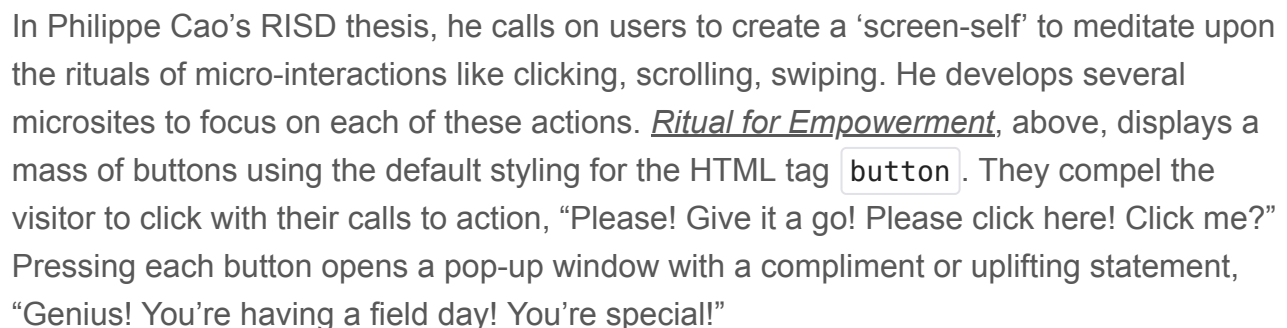 In Philippe Cao’s RISD thesis, he calls on users to create a ‘screen-self’ to meditate upon
the rituals of micro-interactions like clicking, scrolling, swiping. He develops several
microsites to focus on each of these actions. Ritual for Empowerment, above, displays a
mass of buttons using the default styling for the HTML tag button. They compel the
visitor to click with their calls to action, “Please! Give it a go! Please click here! Click me?”
Pressing each button opens a pop-up window with a compliment or uplifting statement,
“Genius! You’re having a field day! You’re special!”